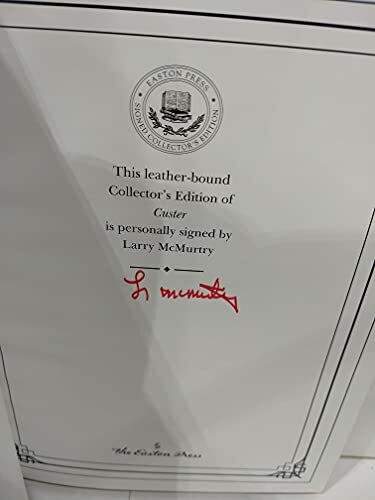 EASTON PRESS
SIGNED COLLECTOR'S EDITION
This leather-bound
Collector's Edition of
Custer
is personally signed by
Larry McMurtry
L McMurtry
The Easton Press